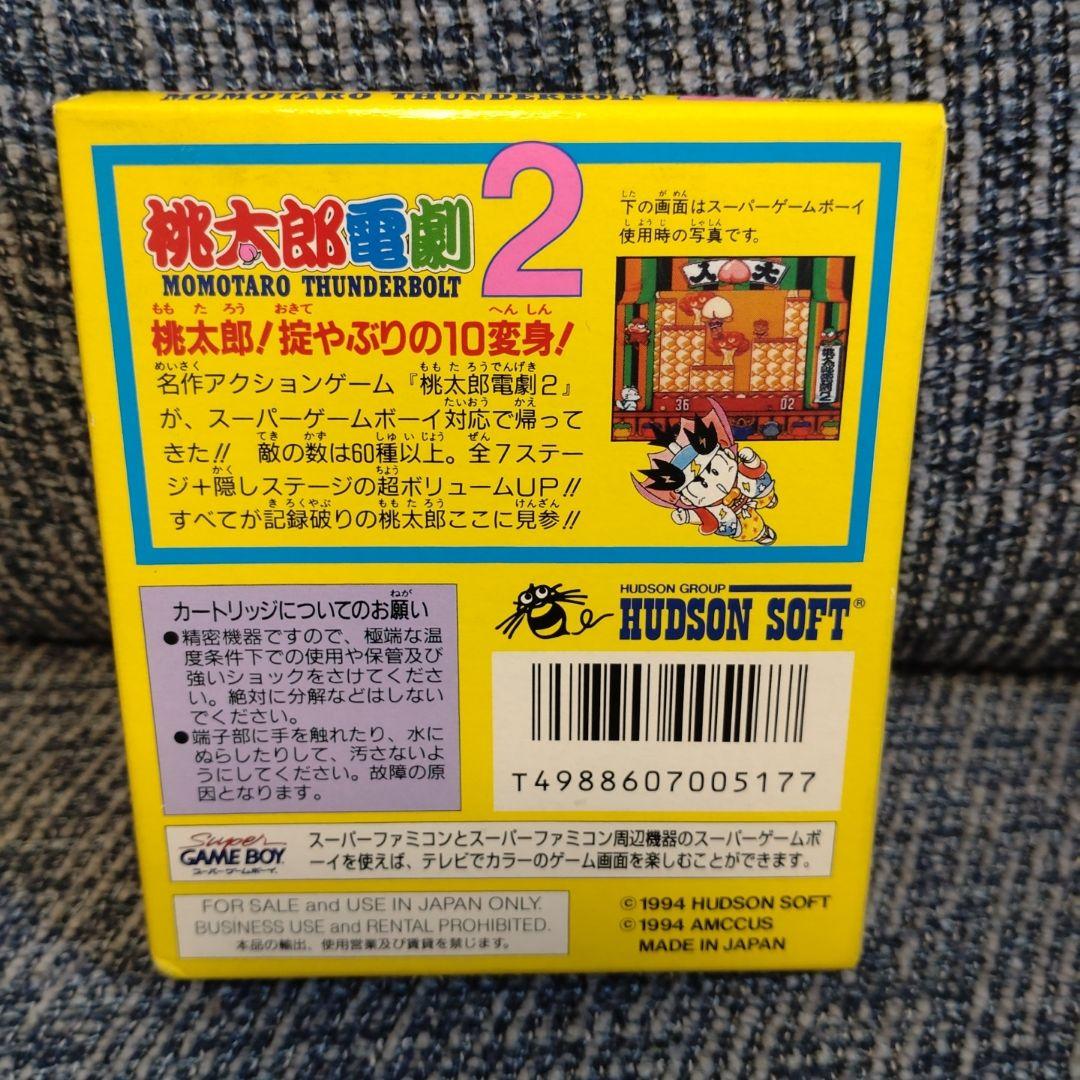 MOMOTARO THUNDERBOLT
桃太郎電劇2
MOMOTARO THUNDERBOLT
桃太郎!掟やぶりの10変身!
名作アクションゲーム『桃太郎電劇2』
が、スーパーゲームボーイ対応で帰って
きた!! 敵の数は60種以上。全7ステー
ジ+隠しステージの超ボリュームUP!!
すべてが記録破りの桃太郎ここに見参!!
下の画面はスーパーゲームボーイ
使用時の写真です。
36 02
桃太郎電劇2
カートリッジについてのお願い
●精密機器ですので、極端な温
度条件下での使用や保管及び
強いショックをさけてくださ
い。絶対に分解などはしない
でください。
●端子部に手を触れたり、水に
ぬらしたりして、汚さないよ
うにしてください。故障の原
因となります。
HUDSON GROUP
HUDSON SOFT®
T4988607005177
Super
GAME BOY
スーパーゲームボーイ
スーパーファミコンとスーパーファミコン周辺機器のスーパーゲームボ
ーイを使えば、テレビでカラーのゲーム画面を楽しむことができます。
FOR SALE and USE IN JAPAN ONLY.
BUSINESS USE and RENTAL PROHIBITED.
本品の輸出、使用営業及び賃貸を禁じます。
©1994 HUDSON SOFT
©1994 AMCCUS
MADE IN JAPAN